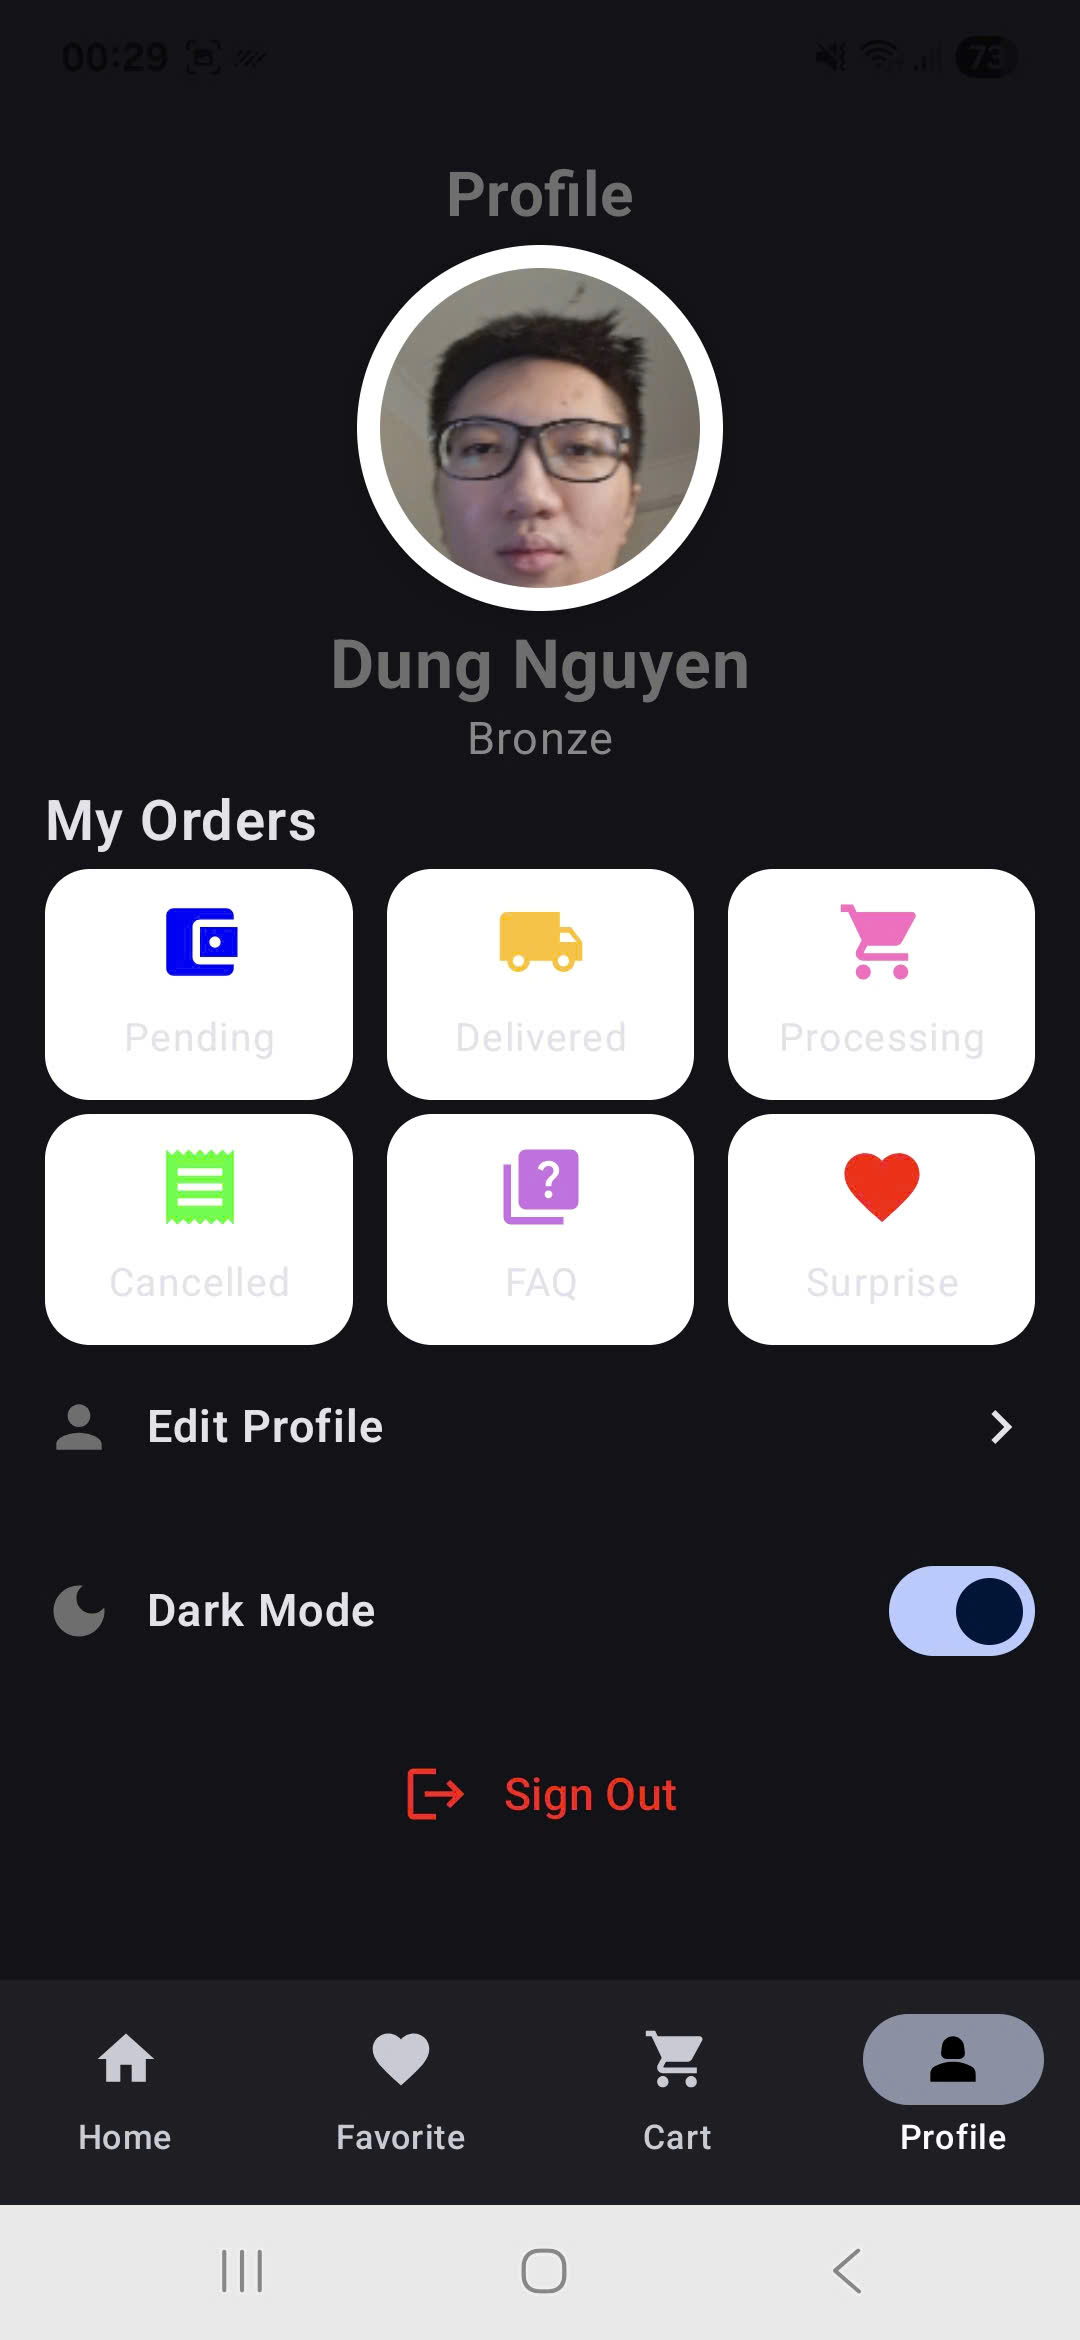 00:29 73
Profile
Dung Nguyen
Bronze
My Orders
Pending Delivered Processing
Cancelled FAQ Surprise
Edit Profile
Dark Mode
Sign Out
Home Favorite Cart Profile